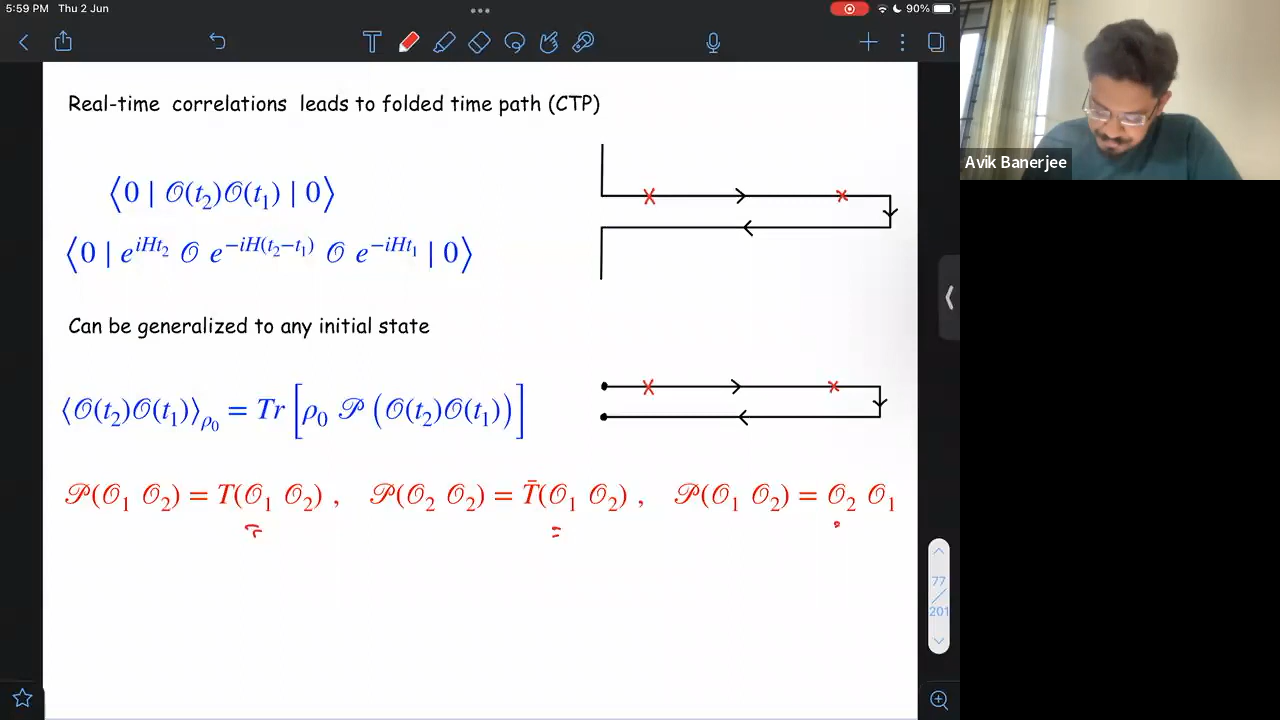 5:59 PM Thu 2 Jun
90%
Real-time correlations leads to folded time path (CTP)
⟨0 | 𝒪(t₂)𝒪(t₁) | 0⟩
⟨0 | e^{iHt₂} 𝒪 e^{−iH(t₂−t₁)} 𝒪 e^{−iHt₁} | 0⟩
Can be generalized to any initial state
⟨𝒪(t₂)𝒪(t₁)⟩_{ρ₀} = Tr [ρ₀ 𝒫 (𝒪(t₂)𝒪(t₁))]
𝒫(𝒪₁ 𝒪₂) = T(𝒪₁ 𝒪₂) , 𝒫(𝒪₂ 𝒪₂) = T̄(𝒪₁ 𝒪₂) , 𝒫(𝒪₁ 𝒪₂) = 𝒪₂ 𝒪₁
77
201
Avik Banerjee